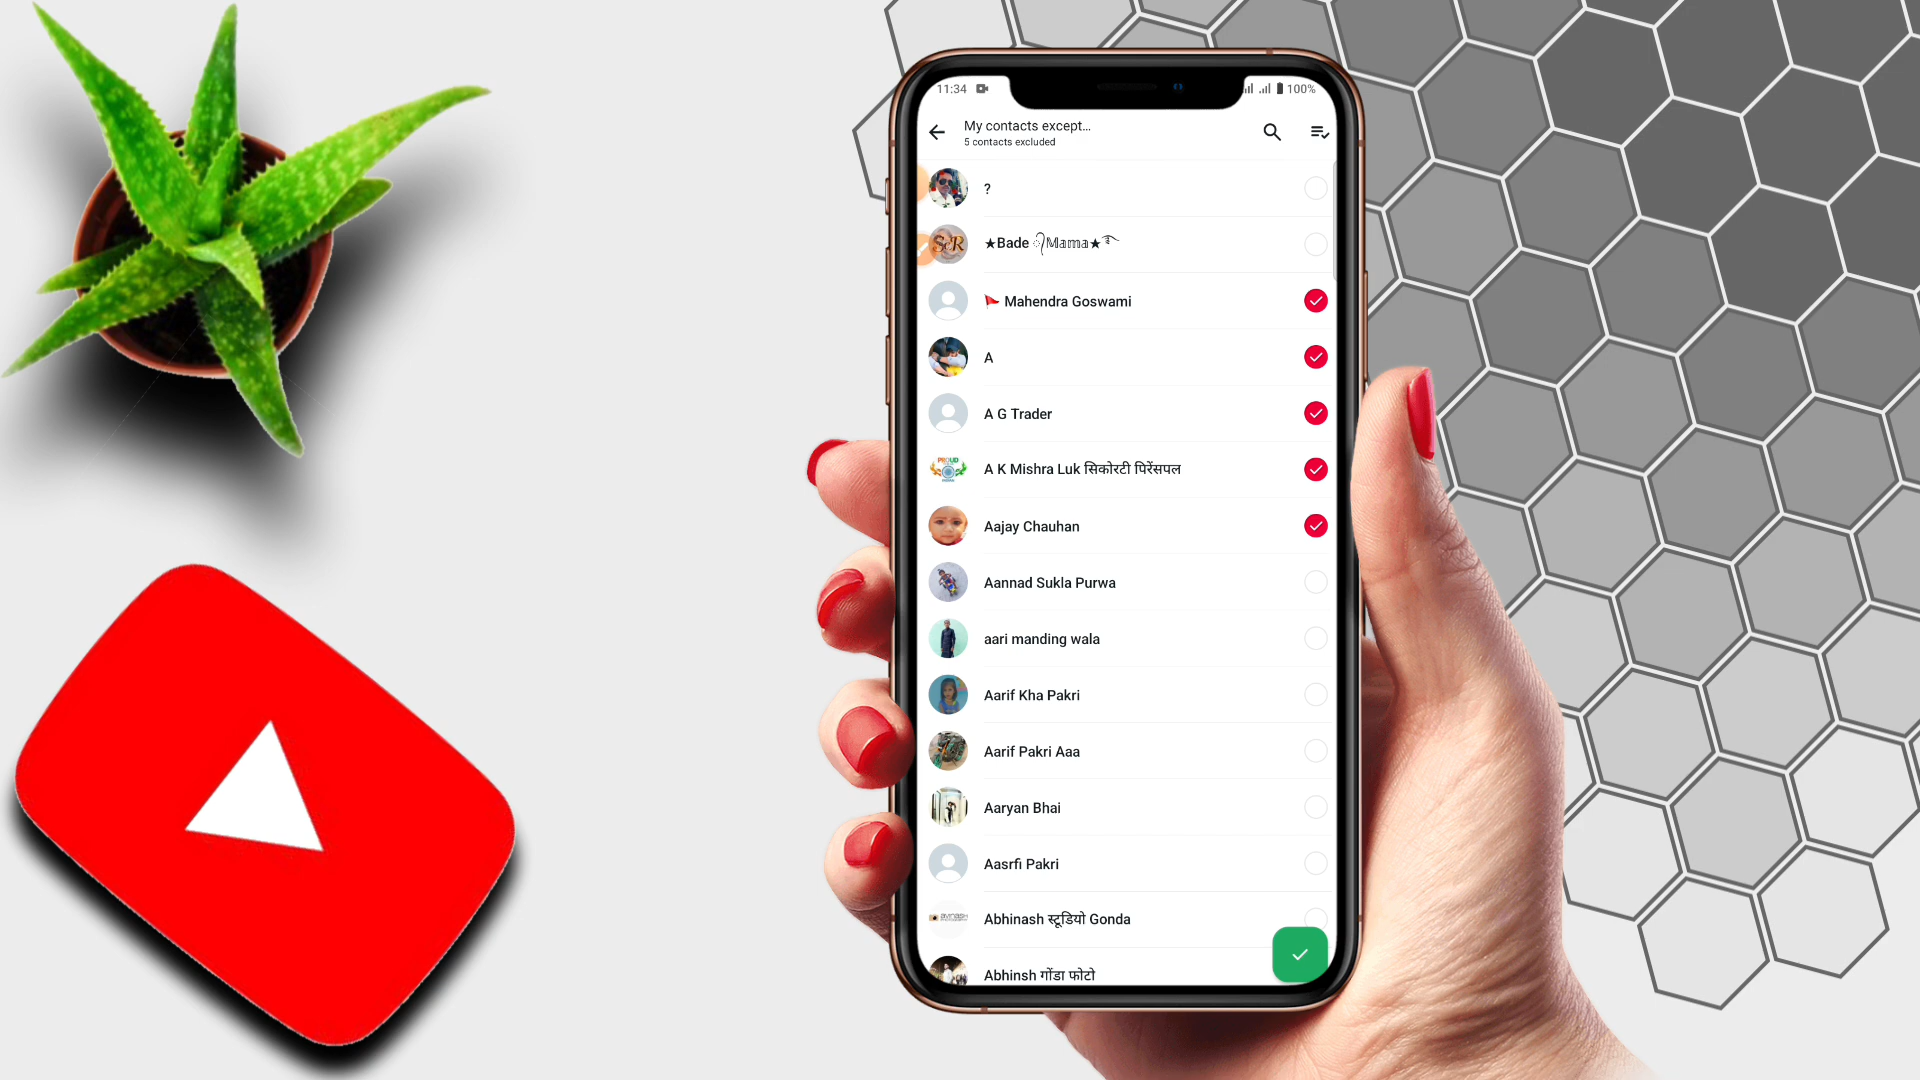 11:34
100%
My contacts except...
5 contacts excluded
?
★Bade ᭄Mama★
🚩 Mahendra Goswami
A
A G Trader
A K Mishra Luk सिकोरटी पिरेंसपल
PROUD
Aajay Chauhan
Aannad Sukla Purwa
aari manding wala
Aarif Kha Pakri
Aarif Pakri Aaa
Aaryan Bhai
Aasrfi Pakri
Abhinash स्टूडियो Gonda
Abhinsh गोंडा फोटो